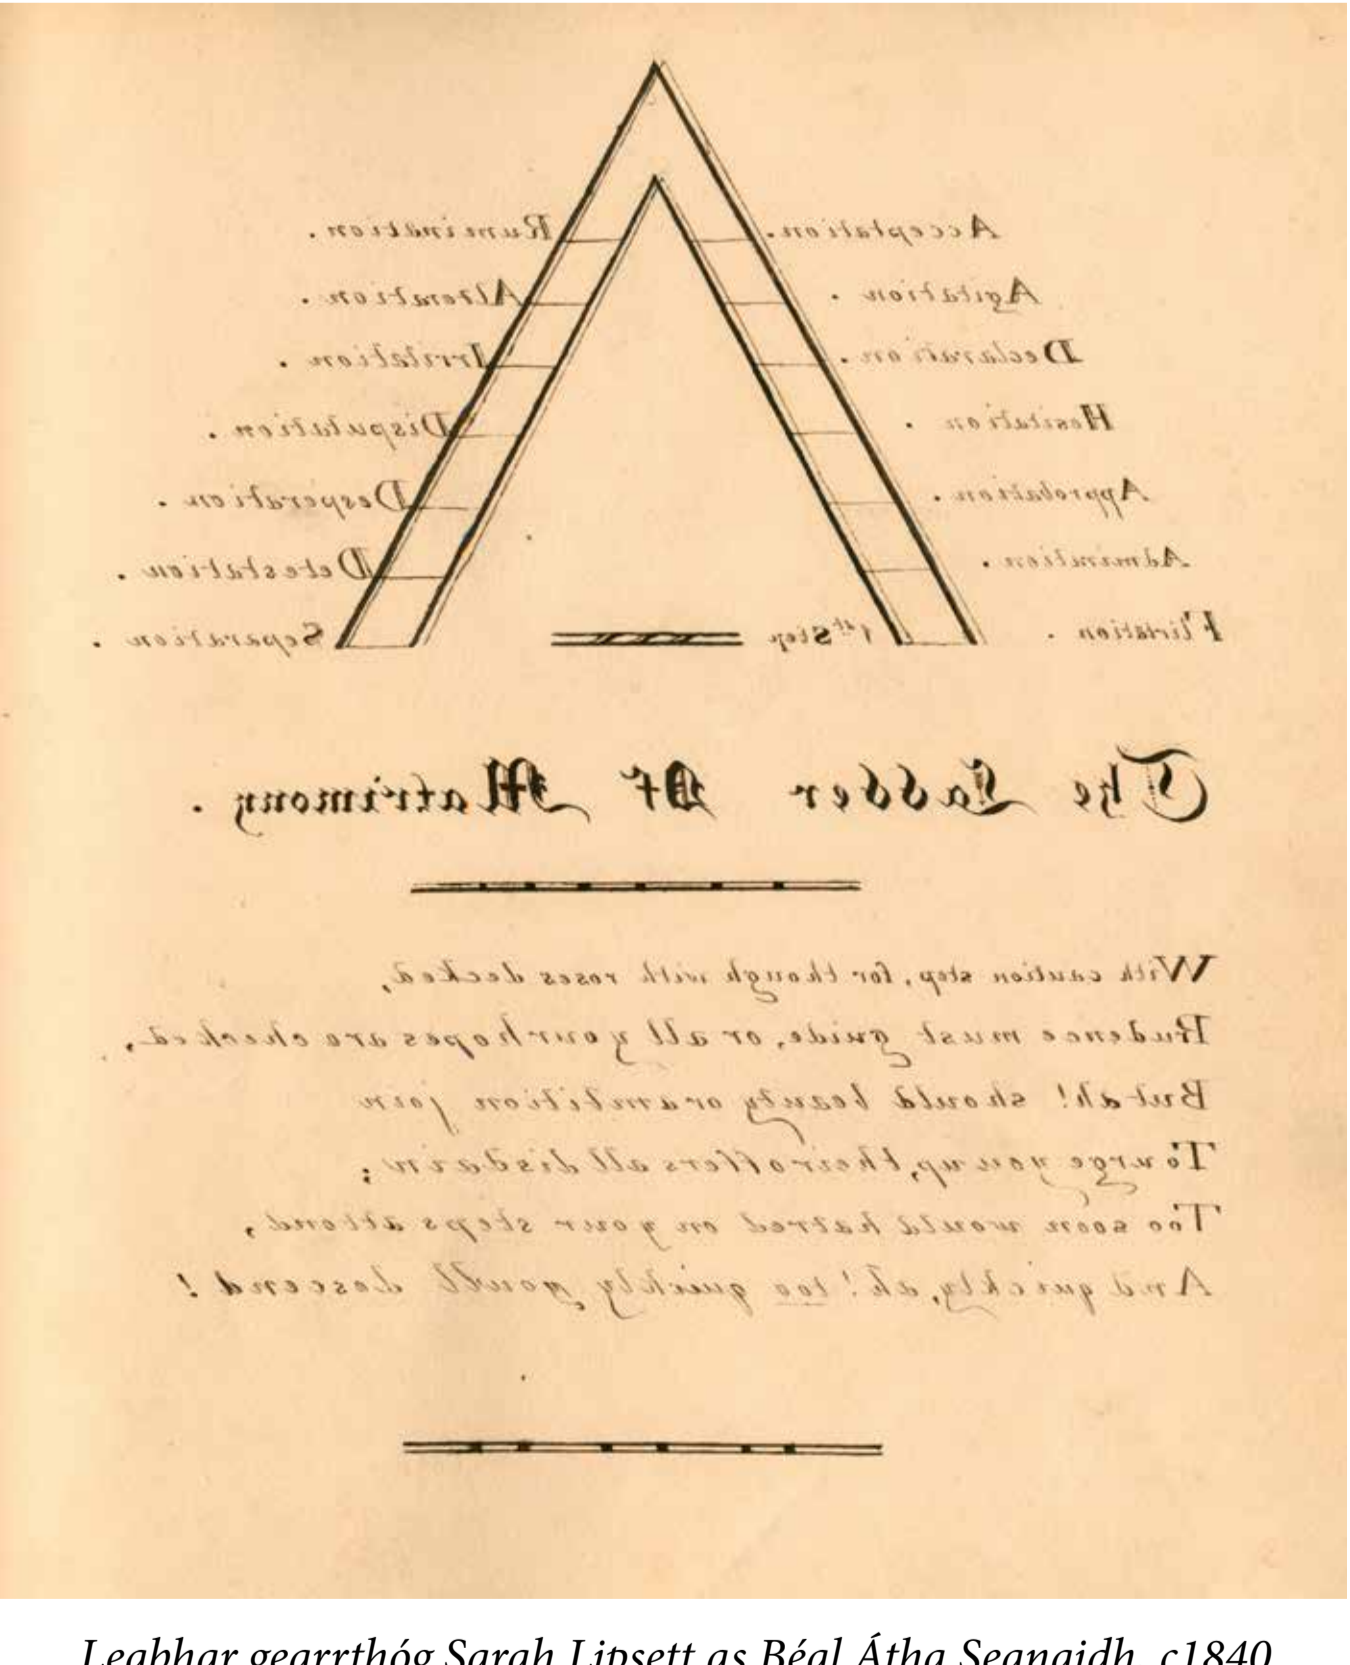 Acceptation.
Rumination.
Agitation.
Alteration.
Declaration.
Irritation.
Hesitation.
Disputation.
Approbation.
Desperation.
Admiration.
Detestation.
Flirtation.
1st Step
Separation.
The Ladder Of Matrimony.
With caution step, for though with roses decked,
Prudence must guide, or all your hopes are checked,
But ah! should beauty or ambition join
To urge you up, their offers all disdain;
Too soon would hatred on your steps attend,
And quickly, ah! too quickly you'll descend!
Leabhar gearrthóg Sarah Lipsett as Béal Átha Seanaidh, c1840